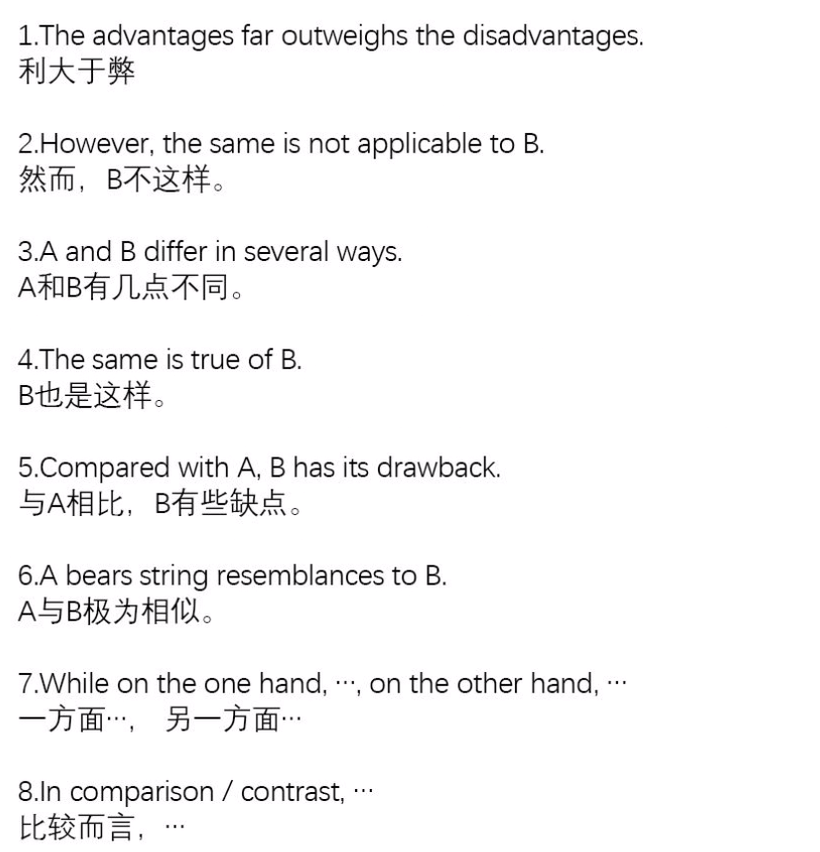 1.The advantages far outweighs the disadvantages.
利大于弊
2.However, the same is not applicable to B.
然而，B不这样。
3.A and B differ in several ways.
A和B有几点不同。
4.The same is true of B.
B也是这样。
5.Compared with A, B has its drawback.
与A相比，B有些缺点。
6.A bears string resemblances to B.
A与B极为相似。
7.While on the one hand, …, on the other hand, …
一方面…， 另一方面…
8.In comparison / contrast, …
比较而言，…